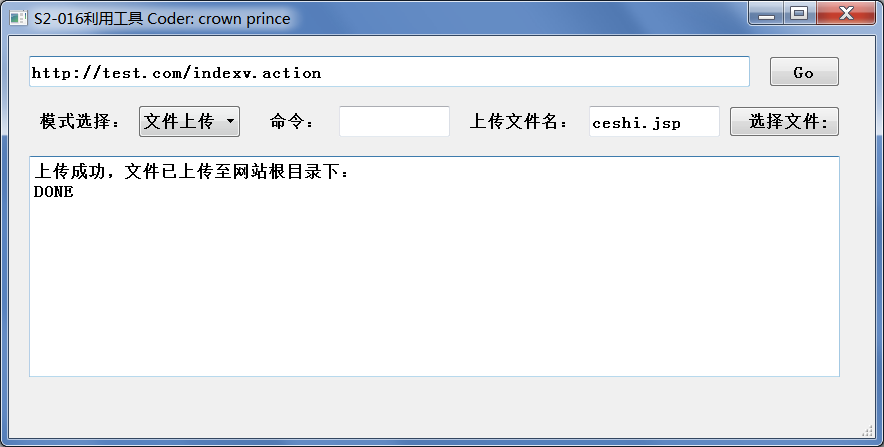 S2-016利用工具 Coder: crown prince
http://test.com/indexv.action
Go
模式选择: 文件上传 命令: 上传文件名: ceshi.jsp 选择文件:
上传成功，文件已上传至网站根目录下:
DONE